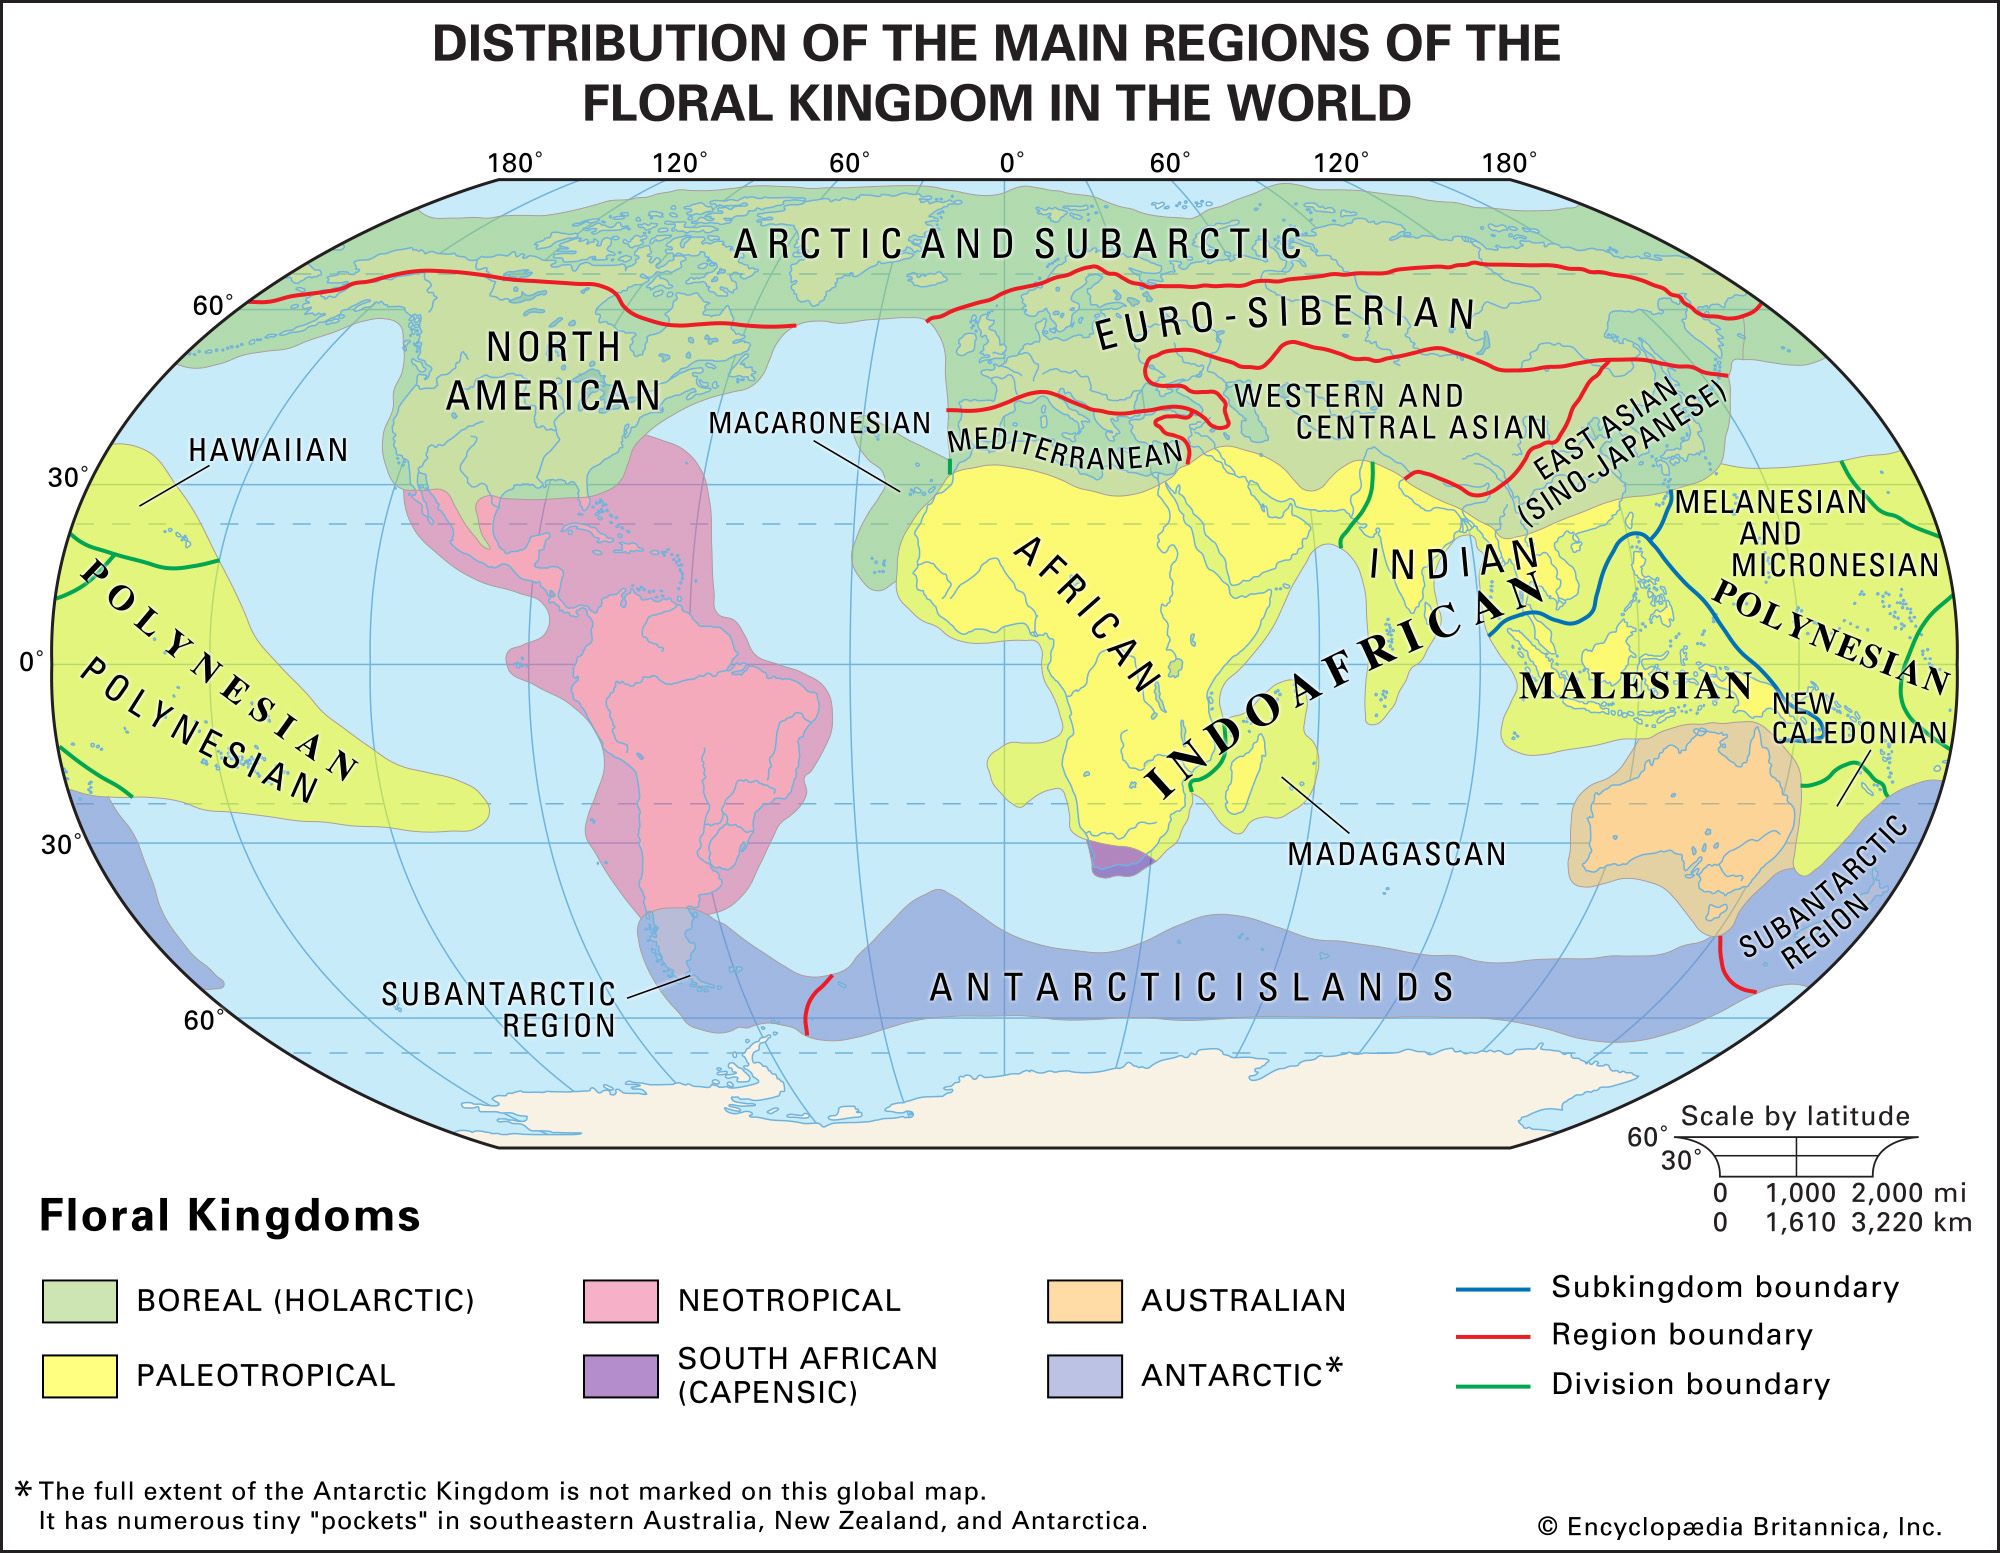 DISTRIBUTION OF THE MAIN REGIONS OF THE
FLORAL KINGDOM IN THE WORLD
180° 120° 60° 0° 60° 120° 180°
ARCTIC AND SUBARCTIC
60°
EURO-SIBERIAN
NORTH
AMERICAN
WESTERN AND
CENTRAL ASIAN
EAST ASIAN
(SINO-JAPANESE)
MACARONESIAN
MEDITERRANEAN
HAWAIIAN
30°
MELANESIAN
AND
MICRONESIAN
AFRICAN
INDIAN
INDOAFRICAN
POLYNESIAN
POLYNESIAN
POLYNESIAN
0°
MALESIAN
NEW
CALEDONIAN
30°
MADAGASCAN
SUBANTARCTIC
REGION
ANTARCTIC ISLANDS
SUBANTARCTIC
REGION
60°
Scale by latitude
60°
30°
0 1,000 2,000 mi
0 1,610 3,220 km
Floral Kingdoms
BOREAL (HOLARCTIC)
PALEOTROPICAL
NEOTROPICAL
SOUTH AFRICAN
(CAPENSIC)
AUSTRALIAN
ANTARCTIC*
Subkingdom boundary
Region boundary
Division boundary
* The full extent of the Antarctic Kingdom is not marked on this global map.
It has numerous tiny "pockets" in southeastern Australia, New Zealand, and Antarctica.
© Encyclopædia Britannica, Inc.